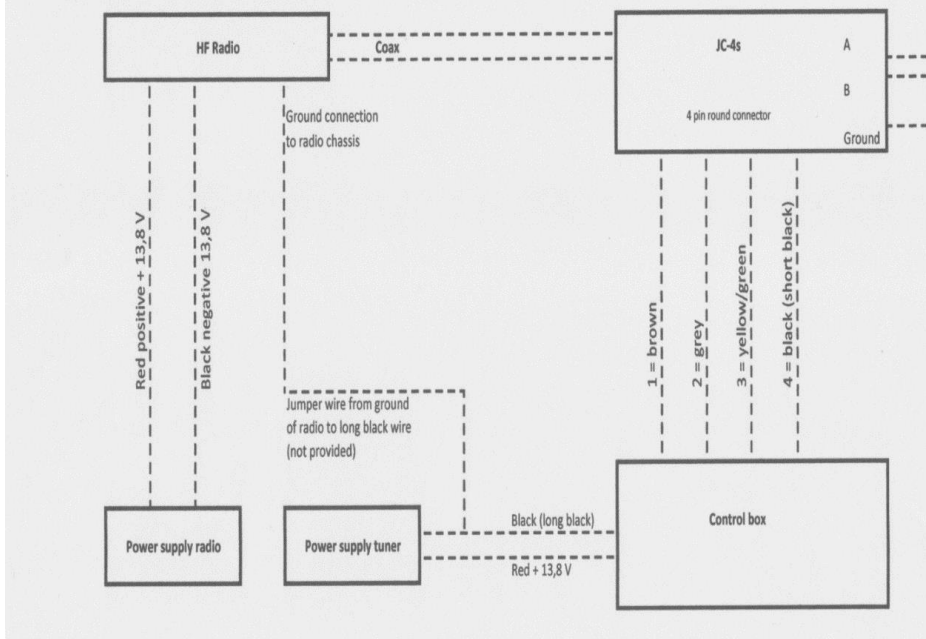 HF Radio
Coax
JC-4s
A
B
4 pin round connector
Ground
Ground connection
to radio chassis
Red positive + 13,8 V
Black negative 13,8 V
1 = brown
2 = grey
3 = yellow/green
4 = black (short black)
Jumper wire from ground
of radio to long black wire
(not provided)
Power supply radio
Power supply tuner
Black (long black)
Red + 13,8 V
Control box